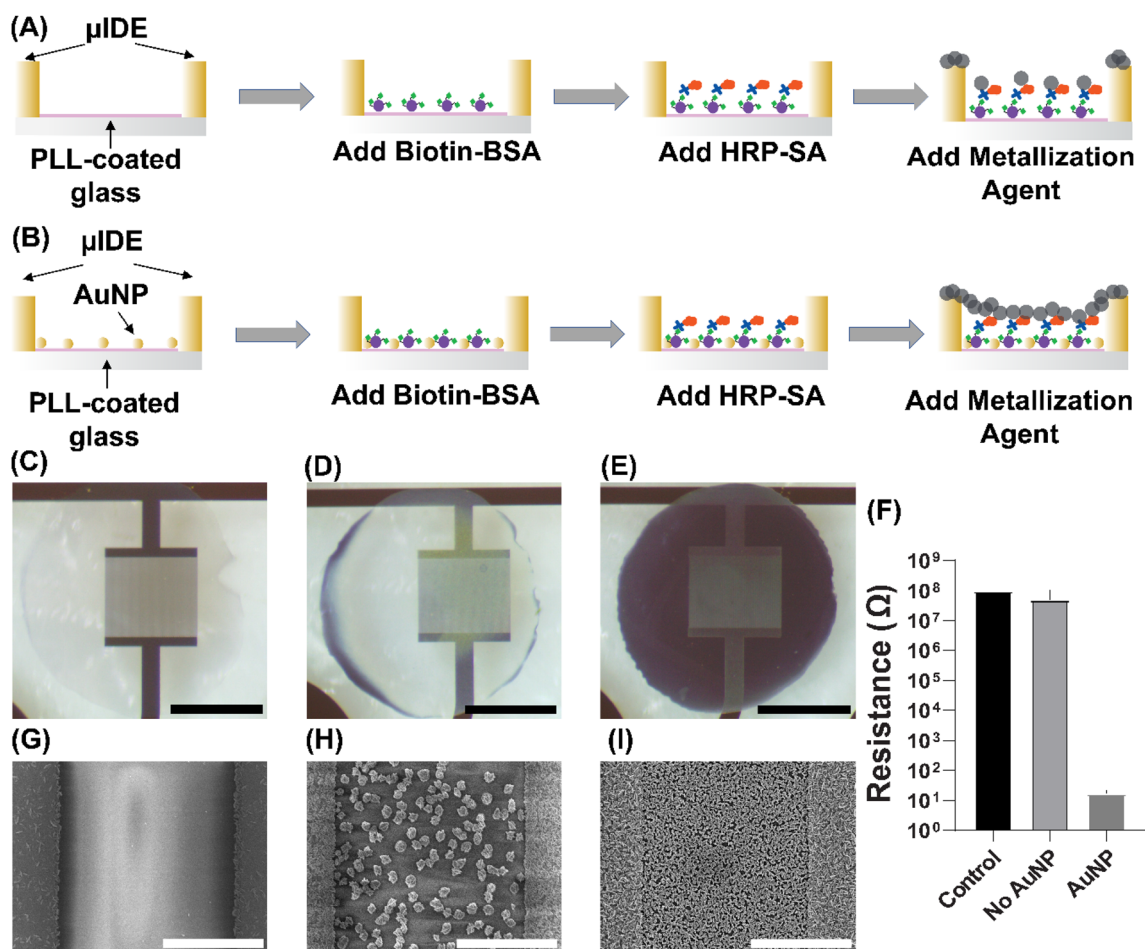 (A)
µIDE
PLL-coated
glass
Add Biotin-BSA
Add HRP-SA
Add Metallization
Agent
(B)
µIDE
AuNP
PLL-coated
glass
Add Biotin-BSA
Add HRP-SA
Add Metallization
Agent
(C)
(D)
(E)
(F)
Resistance (Ω)
10⁹
10⁸
10⁷
10⁶
10⁵
10⁴
10³
10²
10¹
10⁰
Control
No AuNP
AuNP
(G)
(H)
(I)